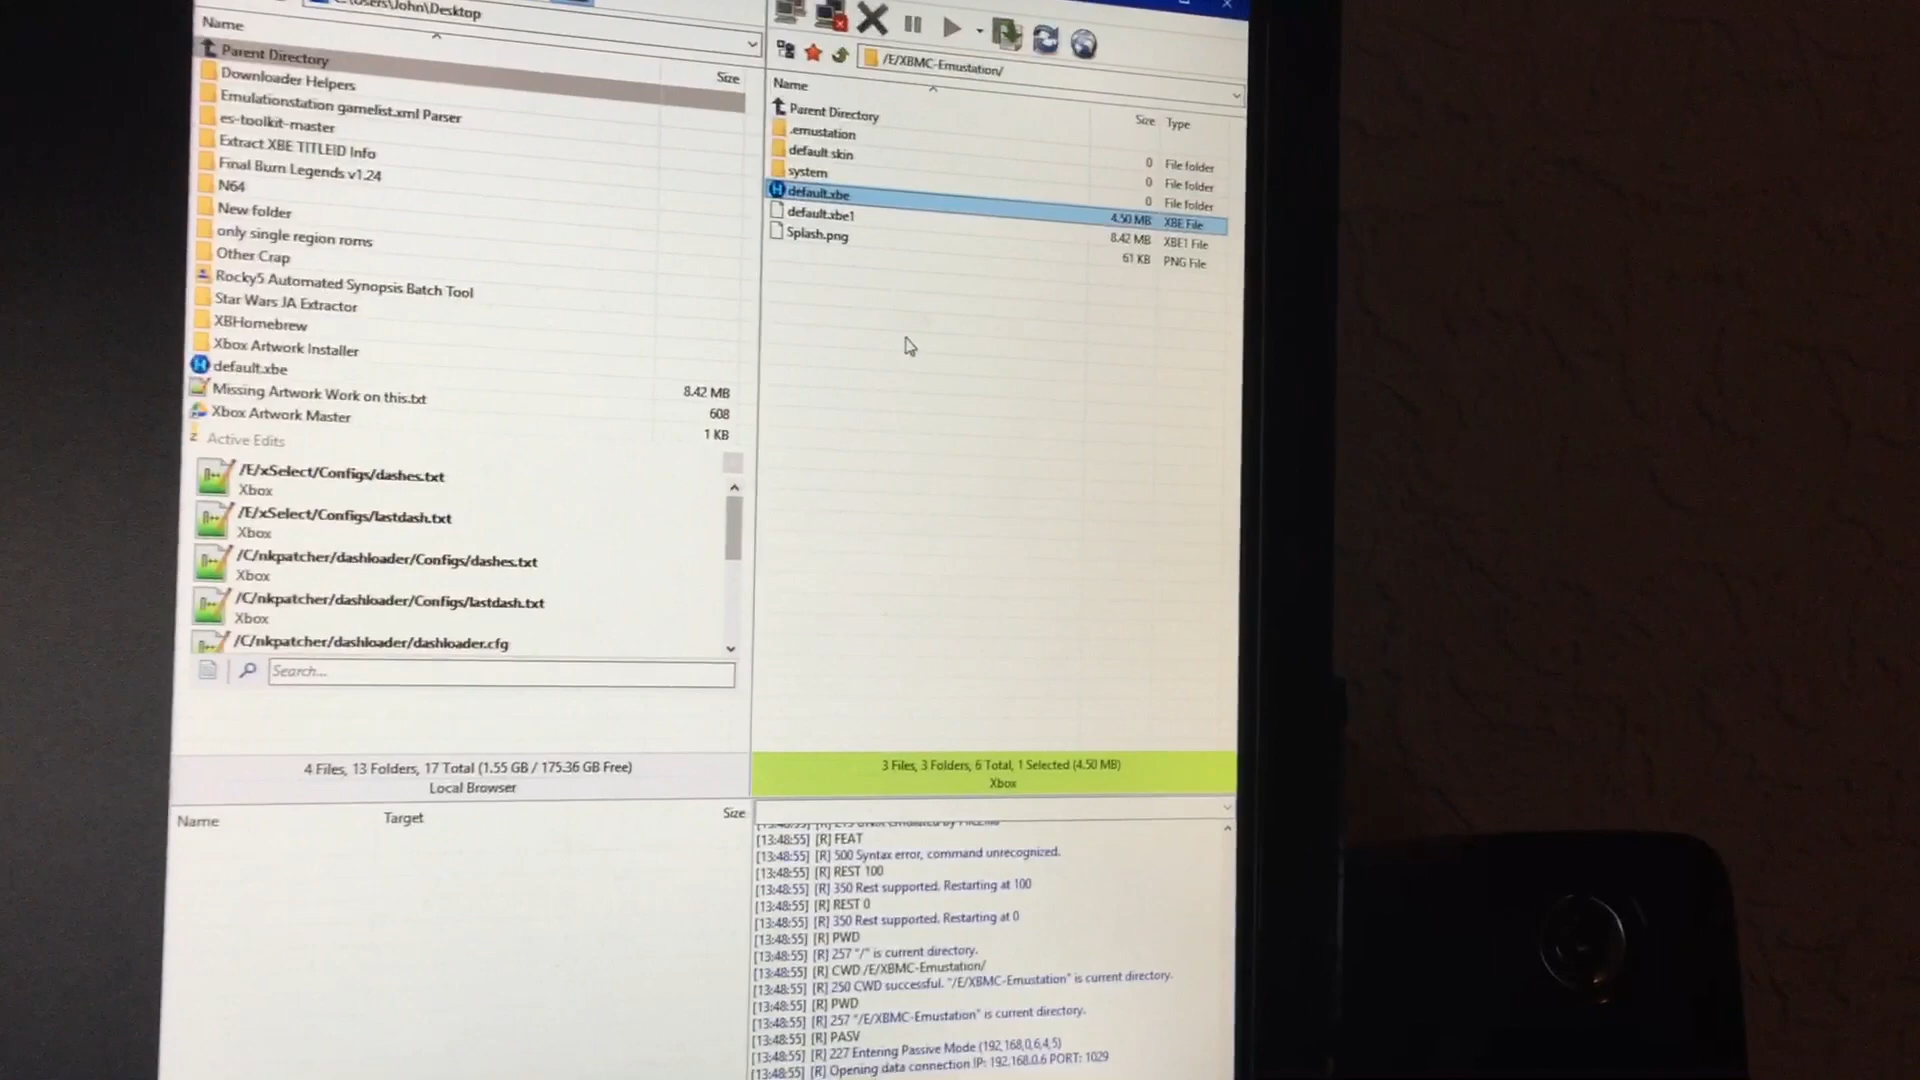 C:\Users\John\Desktop
Name
Size
Parent Directory
Downloader Helpers
Emulationstation gamelist.xml Parser
es-toolkit-master
Extract XBE TITLEID Info
Final Burn Legends v1.24
N64
New folder
only single region roms
Other Crap
Rocky5 Automated Synopsis Batch Tool
Star Wars JA Extractor
XBHomebrew
Xbox Artwork Installer
default.xbe 8.42 MB
Missing Artwork Work on this.txt 608
Xbox Artwork Master 1 KB
Active Edits
/E/xSelect/Configs/dashes.txt
Xbox
/E/xSelect/Configs/lastdash.txt
Xbox
/C/nkpatcher/dashloader/Configs/dashes.txt
Xbox
/C/nkpatcher/dashloader/Configs/lastdash.txt
Xbox
/C/nkpatcher/dashloader/dashloader.cfg
Search...
4 Files, 13 Folders, 17 Total (1.55 GB / 175.36 GB Free)
Local Browser
Name Target Size
/E/XBMC-Emustation/
Name Size Type
Parent Directory
.emustation 0 File folder
default skin 0 File folder
system 0 File folder
default.xbe 4.50 MB XBE File
default.xbe1 8.42 MB XBE1 File
Splash.png 61 KB PNG File
3 Files, 3 Folders, 6 Total, 1 Selected (4.50 MB)
Xbox
[13:48:55] [R] FEAT
[13:48:55] [R] 500 Syntax error, command unrecognized.
[13:48:55] [R] REST 100
[13:48:55] [R] 350 Rest supported. Restarting at 100
[13:48:55] [R] REST 0
[13:48:55] [R] 350 Rest supported. Restarting at 0
[13:48:55] [R] PWD
[13:48:55] [R] 257 "/" is current directory.
[13:48:55] [R] CWD /E/XBMC-Emustation/
[13:48:55] [R] 250 CWD successful. "/E/XBMC-Emustation" is current directory.
[13:48:55] [R] PWD
[13:48:55] [R] 257 "/E/XBMC-Emustation" is current directory.
[13:48:55] [R] PASV
[13:48:55] [R] 227 Entering Passive Mode (192,168,0,6,4,5)
[13:48:55] [R] Opening data connection IP: 192.168.0.6 PORT: 1029